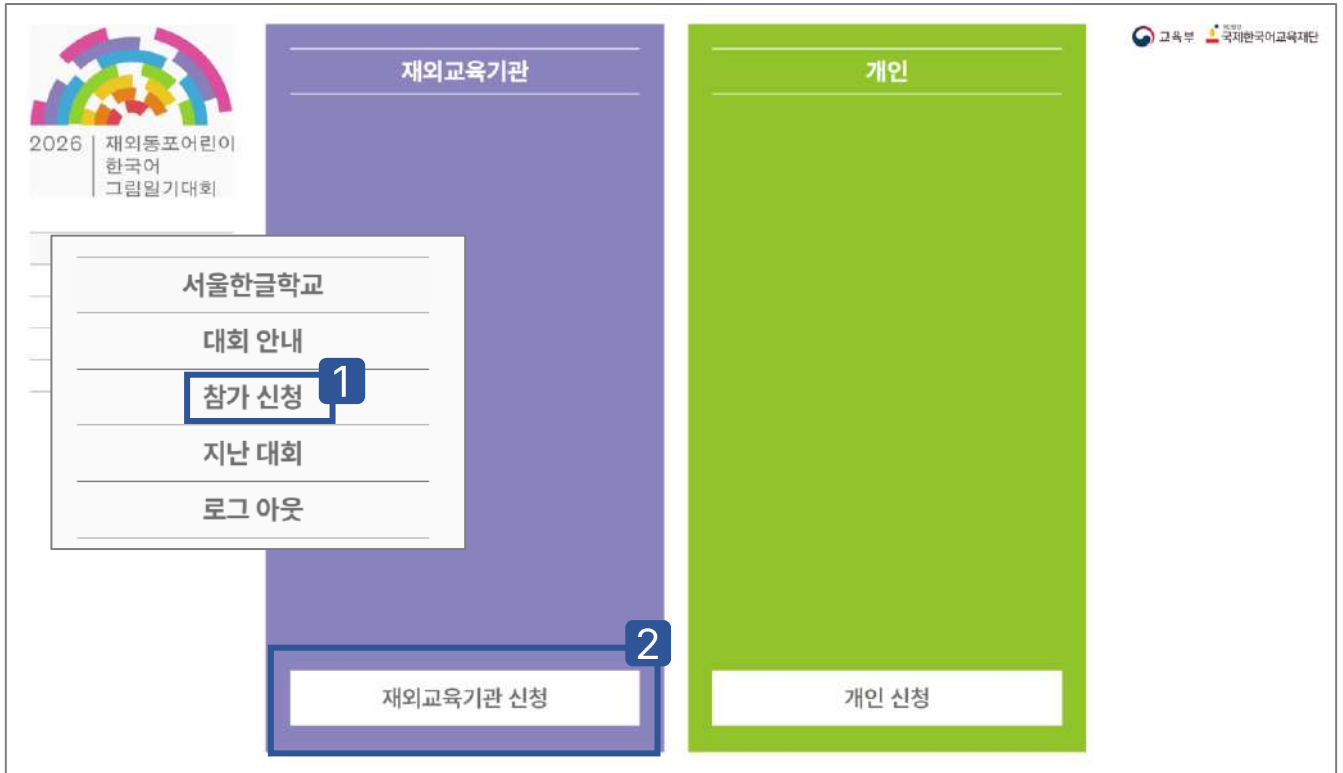 2026
재외동포어린이
한국어
그림일기대회
재외교육기관
개인
교육부
국제한국어교육재단
서울한글학교
대회 안내
1
참가 신청
지난 대회
로그 아웃
2
재외교육기관 신청
개인 신청